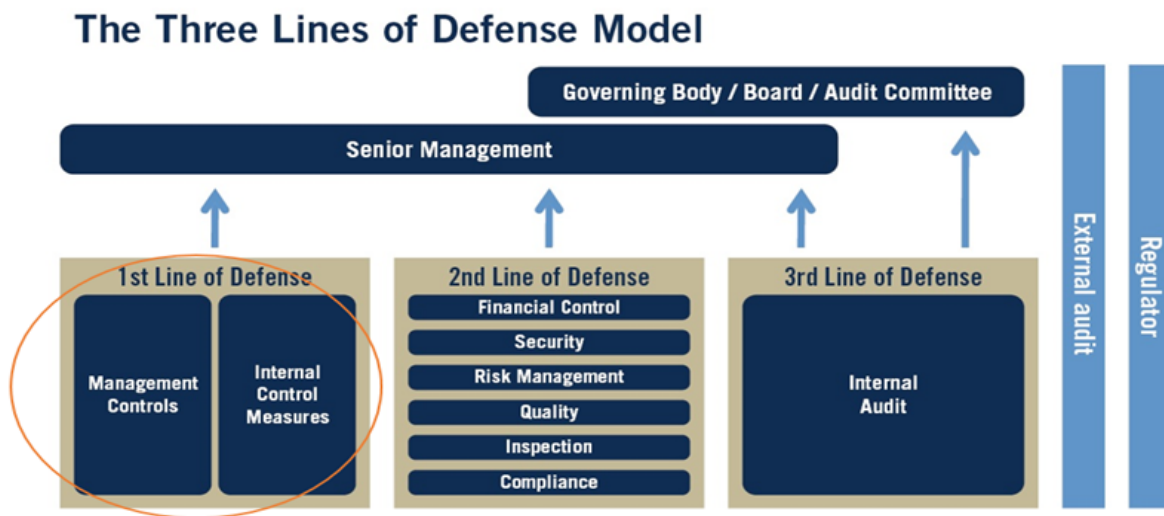 The Three Lines of Defense Model
Governing Body / Board / Audit Committee
Senior Management
1st Line of Defense
Management
Controls
Internal
Control
Measures
2nd Line of Defense
Financial Control
Security
Risk Management
Quality
Inspection
Compliance
3rd Line of Defense
Internal
Audit
External audit
Regulator